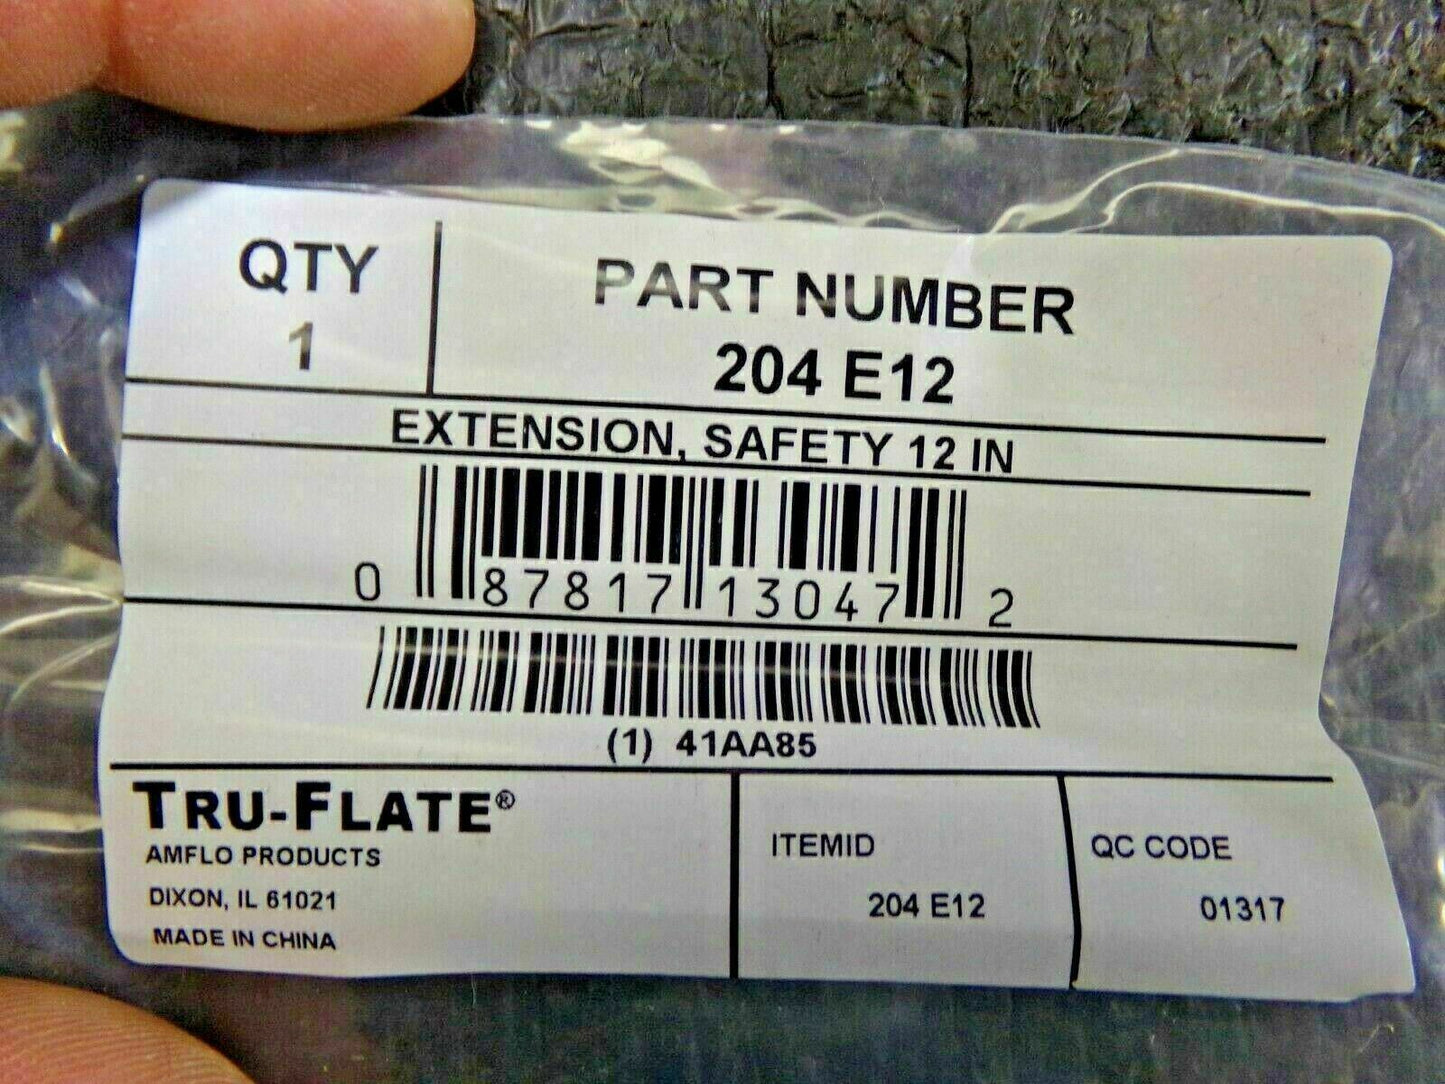 QTY
1
PART NUMBER
204 E12
EXTENSION, SAFETY 12 IN
0 87817 13047 2
(1) 41AA85
TRU-FLATE®
AMFLO PRODUCTS
DIXON, IL 61021
MADE IN CHINA
ITEMID
204 E12
QC CODE
01317